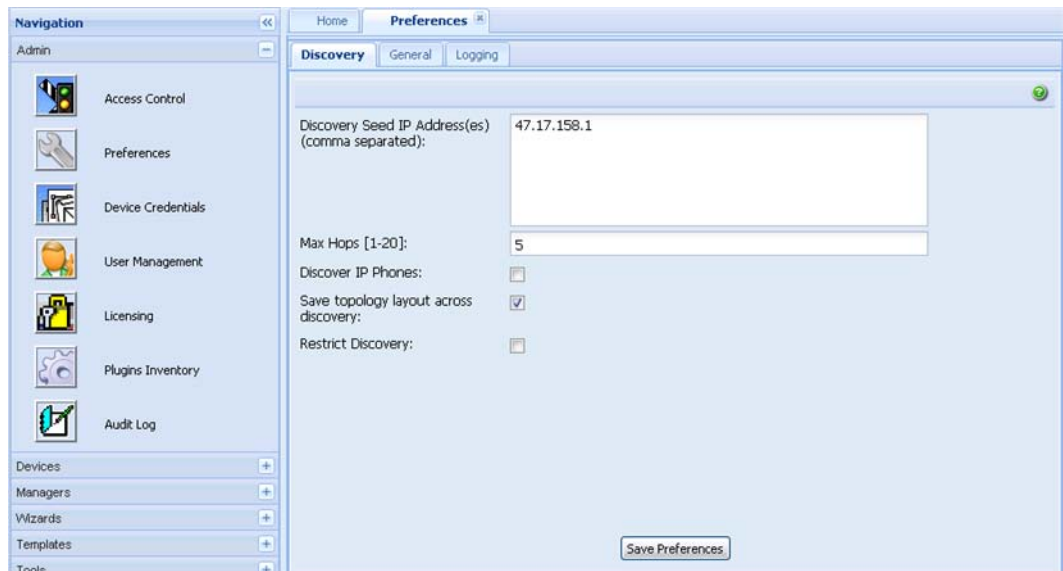 Navigation
Admin
Access Control
Preferences
Device Credentials
User Management
Licensing
Plugins Inventory
Audit Log
Devices
Managers
Wizards
Templates
Tools
Home
Preferences
Discovery
General
Logging
Discovery Seed IP Address(es)
(comma separated):
47.17.158.1
Max Hops [1-20]:
5
Discover IP Phones:
Save topology layout across
discovery:
Restrict Discovery:
Save Preferences